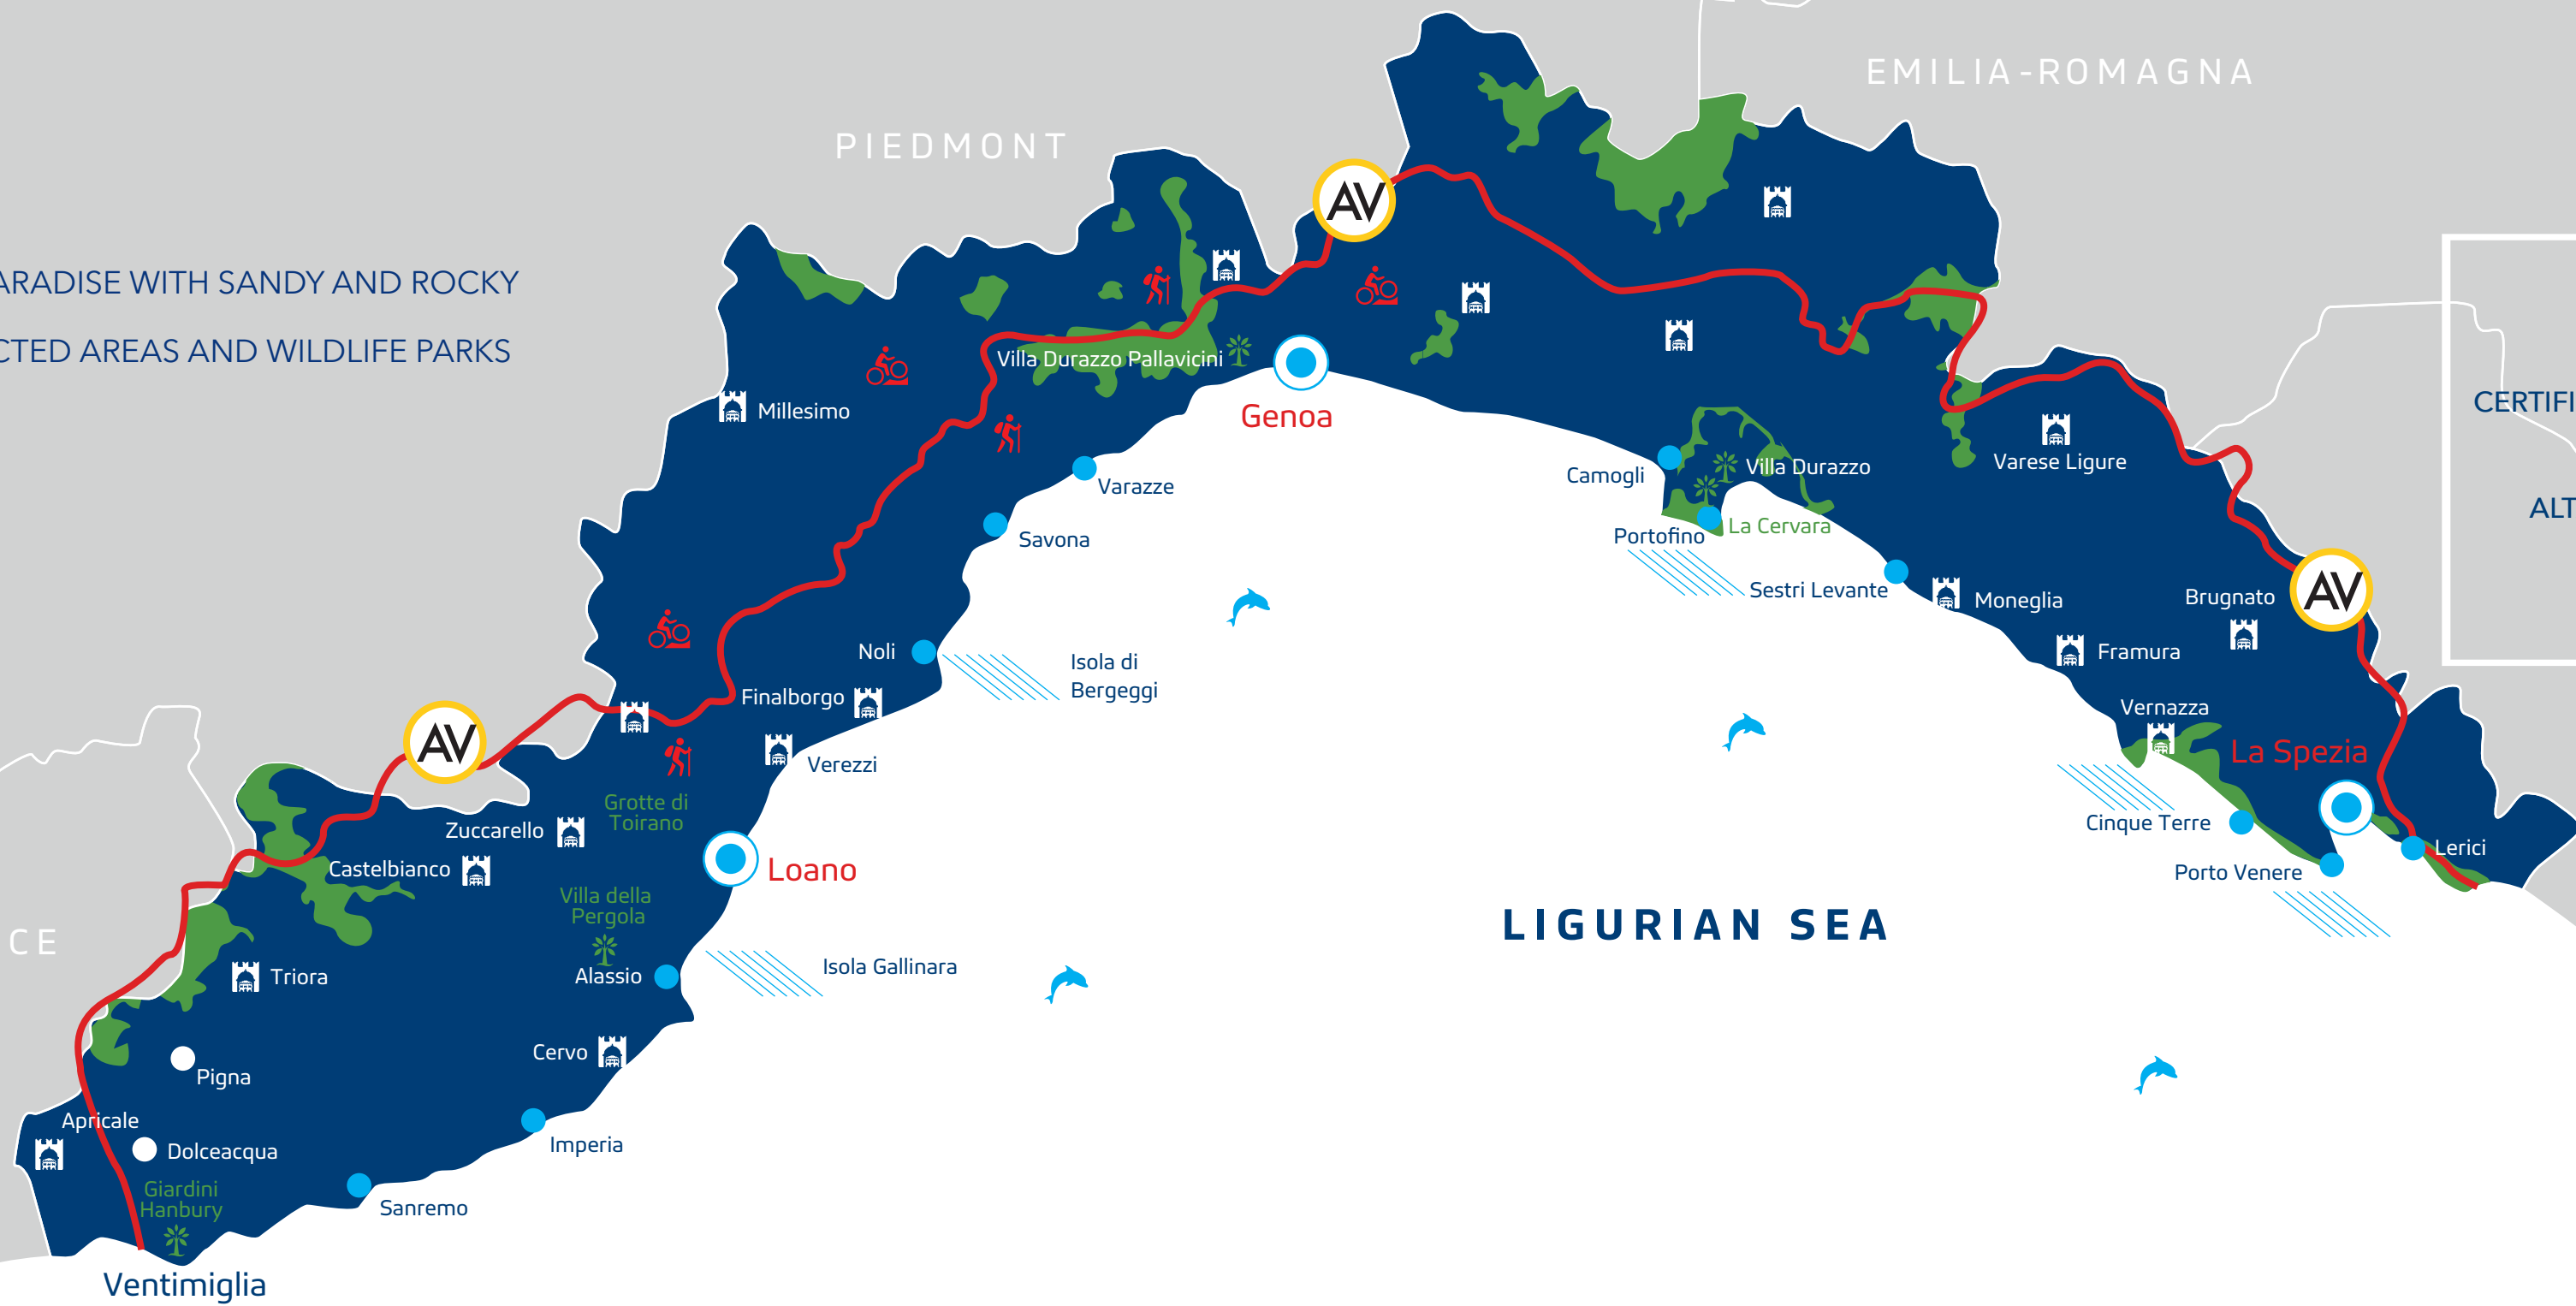 EMILIA-ROMAGNA
PIEDMONT
AV
ARADISE WITH SANDY AND ROCKY
CTED AREAS AND WILDLIFE PARKS
Villa Durazzo Pallavicini
Millesimo
Genoa
CERTIFI
Varese Ligure
Camogli
Villa Durazzo
Varazze
ALT
La Cervara
Portofino
Savona
Sestri Levante
Moneglia
Brugnato
AV
Noli
Isola di
Bergeggi
Framura
Finalborgo
Vernazza
AV
La Spezia
Verezzi
Grotte di
Toirano
Zuccarello
Cinque Terre
Lerici
Castelbianco
Loano
Porto Venere
Villa della
Pergola
LIGURIAN SEA
CE
Triora
Alassio
Isola Gallinara
Cervo
Pigna
Apricale
Imperia
Dolceacqua
Giardini
Hanbury
Sanremo
Ventimiglia